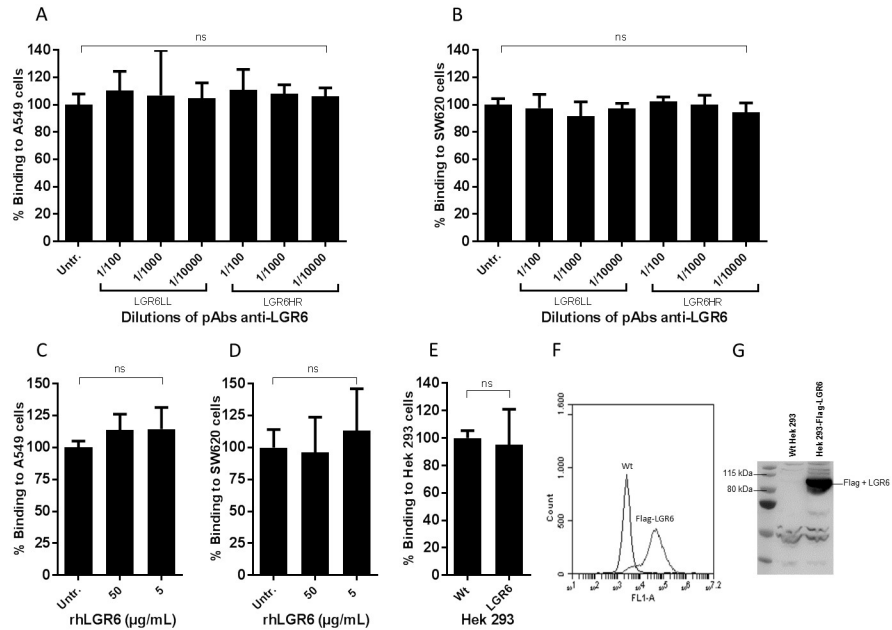 A
ns
% Binding to A549 cells
140
120
100
80
60
40
20
0
Untr.
1/100
1/1000
1/10000
1/100
1/1000
1/10000
LGR6LL
LGR6HR
Dilutions of pAbs anti-LGR6
B
ns
% Binding to SW620 cells
140
120
100
80
60
40
20
0
Untr.
1/100
1/1000
1/10000
1/100
1/1000
1/10000
LGR6LL
LGR6HR
Dilutions of pAbs anti-LGR6
C
ns
% Binding to A549 cells
150
125
100
75
50
25
0
Untr.
50
5
rhLGR6 (µg/mL)
D
ns
% Binding to SW620 cells
150
125
100
75
50
25
0
Untr.
50
5
rhLGR6 (µg/mL)
E
ns
% Binding to Hek 293 cells
140
120
100
80
60
40
20
0
Wt
LGR6
Hek 293
F
Count
1.600
1.000
500
0
Wt
Flag-LGR6
FL1-A
G
Wt Hek 293
Hek 293-Flag-LGR6
115 kDa
80 kDa
Flag + LGR6